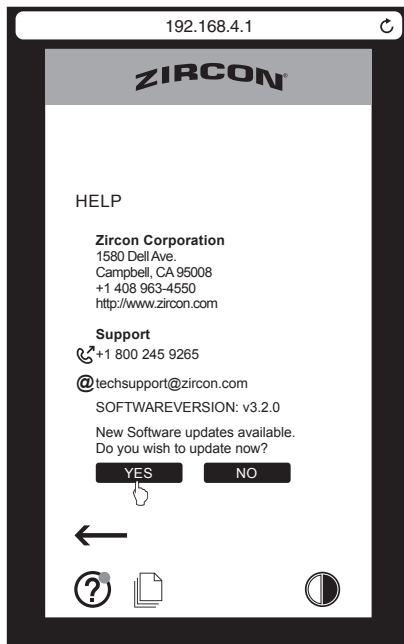 192.168.4.1
ZIRCON®
HELP
Zircon Corporation
1580 Dell Ave.
Campbell, CA 95008
+1 408 963-4550
http://www.zircon.com
Support
+1 800 245 9265
@techsupport@zircon.com
SOFTWAREVERSION: v3.2.0
New Software updates available.
Do you wish to update now?
YES NO
?